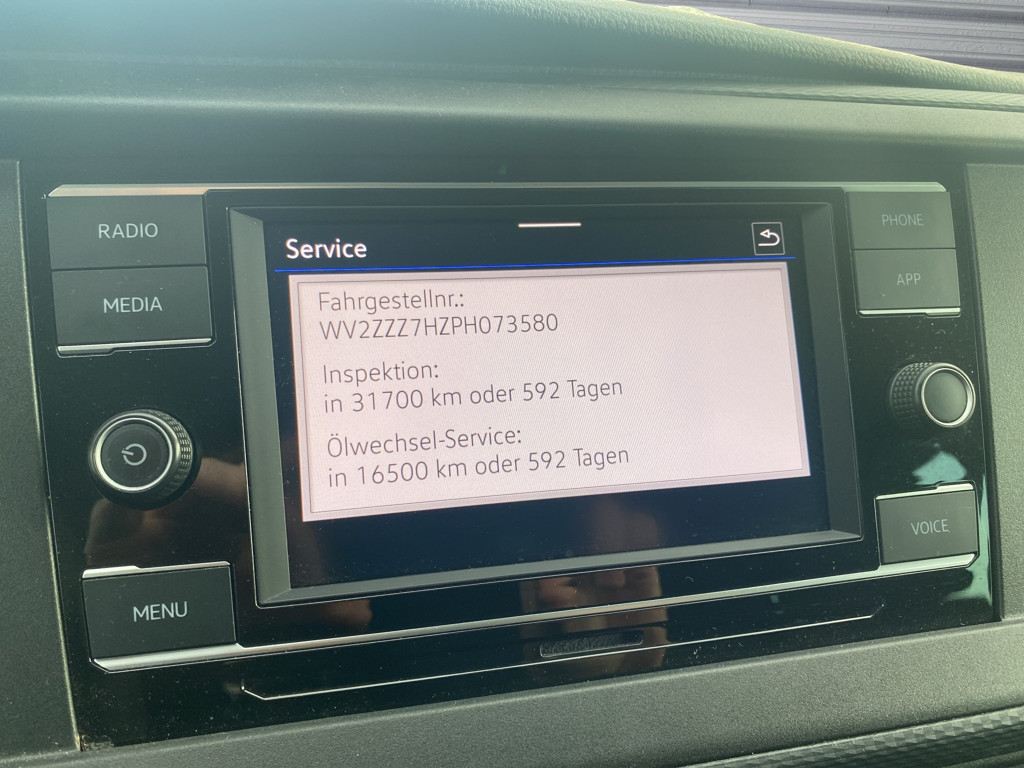 RADIO
MEDIA
MENU
Service
Fahrgestellnr.:
WV2ZZZ7HZPH073580
Inspektion:
in 31700 km oder 592 Tagen
Ölwechsel-Service:
in 16500 km oder 592 Tagen
PHONE
APP
VOICE